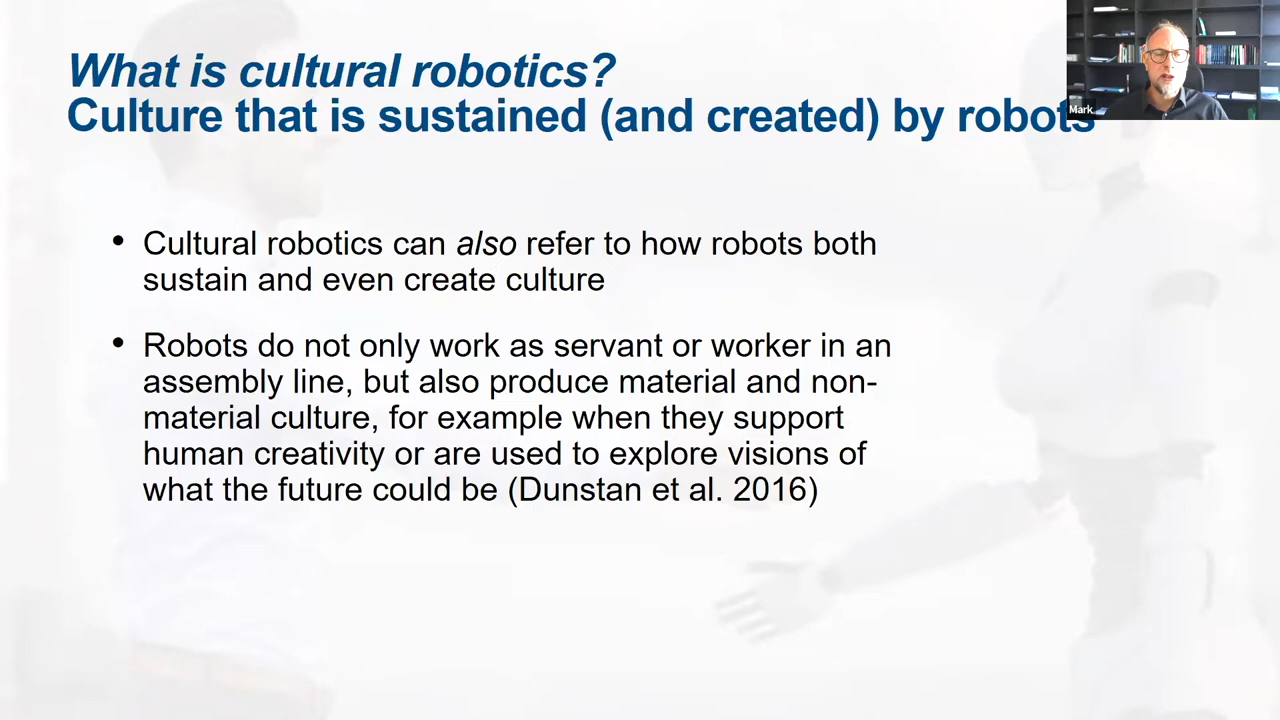 What is cultural robotics?
Culture that is sustained (and created) by robots
Mark
• Cultural robotics can also refer to how robots both
sustain and even create culture
• Robots do not only work as servant or worker in an
assembly line, but also produce material and non-
material culture, for example when they support
human creativity or are used to explore visions of
what the future could be (Dunstan et al. 2016)